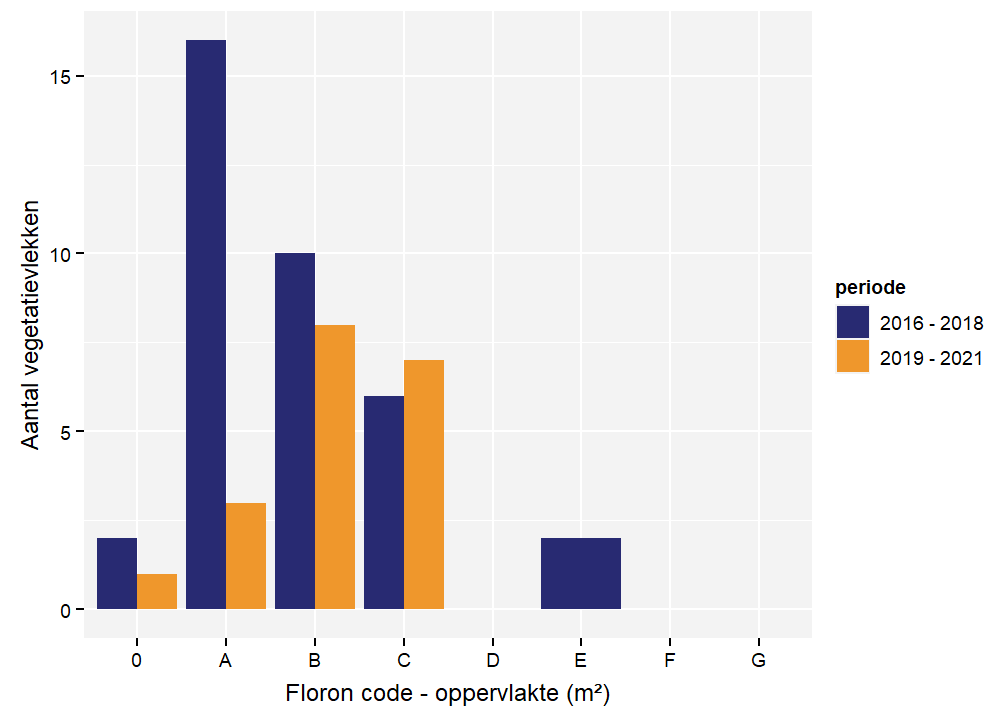 15
10
5
0
Aantal vegetatievlekken
0 A B C D E F G
Floron code - oppervlakte (m²)
periode
2016 - 2018
2019 - 2021